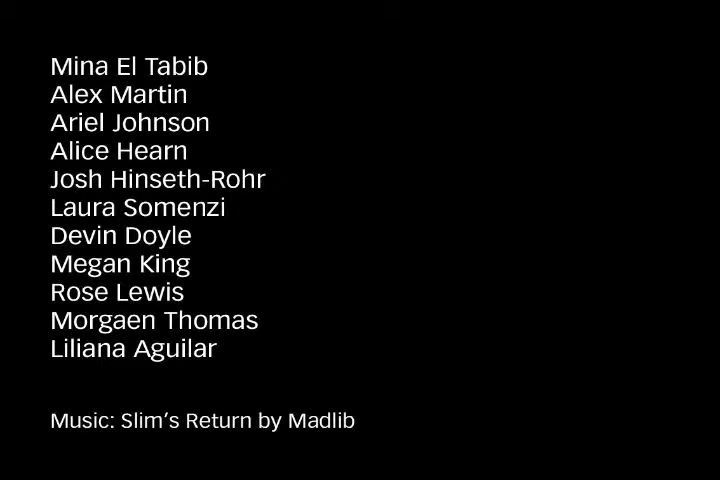 Mina El Tabib
Alex Martin
Ariel Johnson
Alice Hearn
Josh Hinseth-Rohr
Laura Somenzi
Devin Doyle
Megan King
Rose Lewis
Morgaen Thomas
Liliana Aguilar
Music: Slim’s Return by Madlib